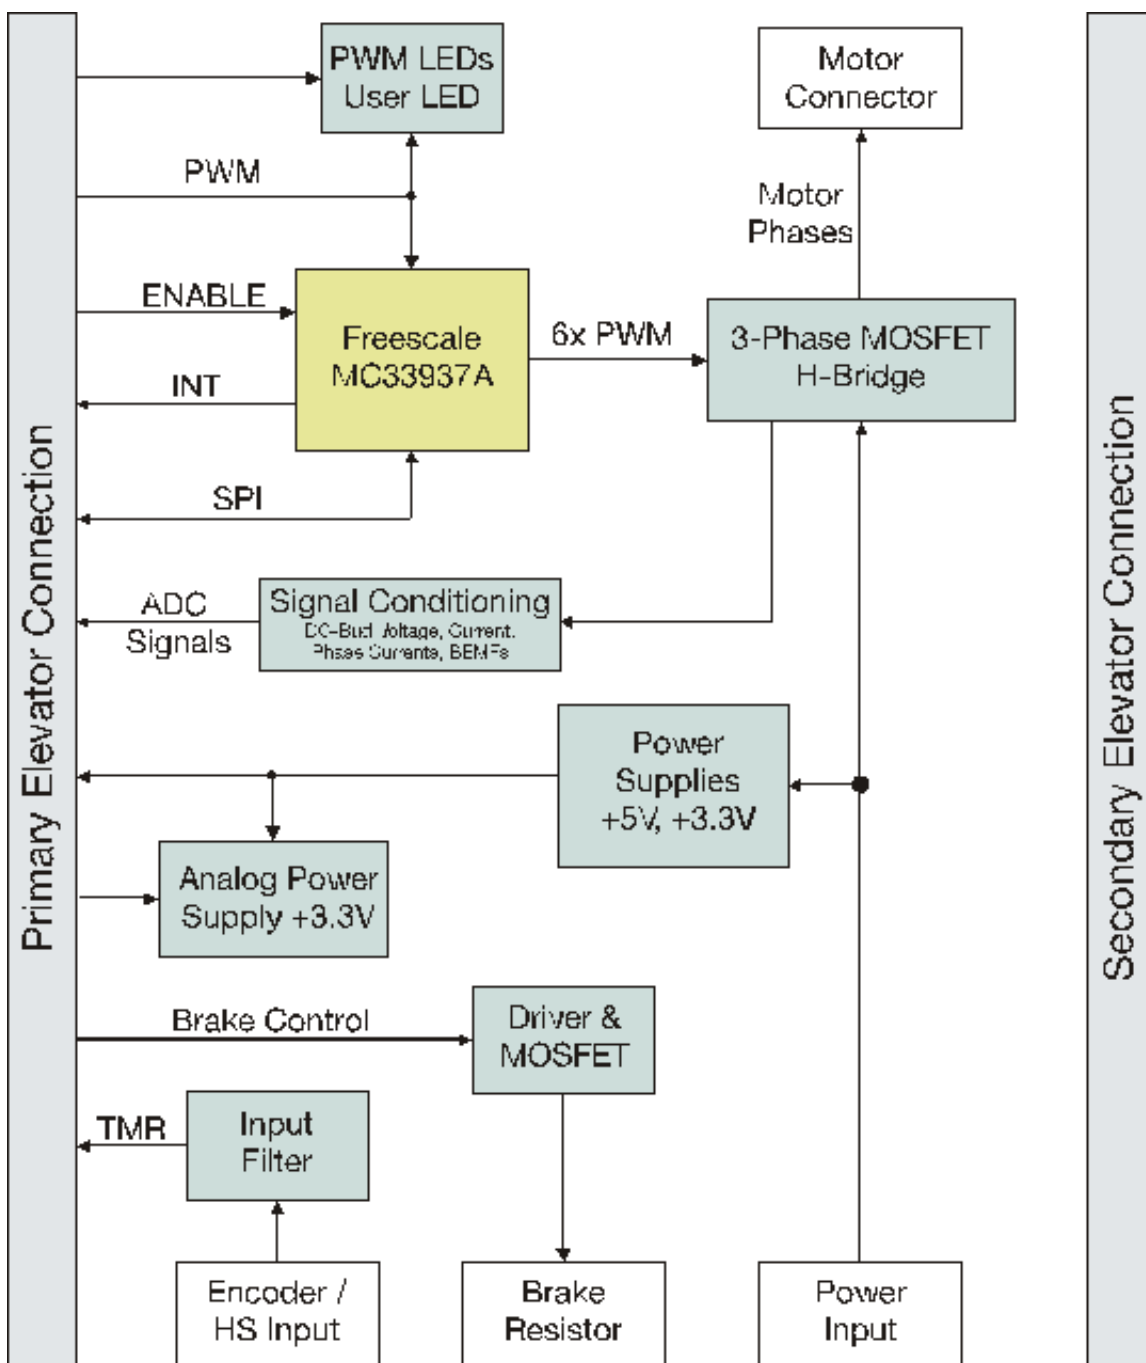 PWM LEDs
User LED
Motor
Connector
PWM
Motor
Phases
ENABLE
Freescale
MC33937A
6x PWM
3-Phase MOSFET
H-Bridge
INT
SPI
ADC
Signals
Signal Conditioning
Voltage, Current,
Phase Currents, BEMFs
Power
Supplies
+5V, +3.3V
Analog Power
Supply +3.3V
Brake Control
Driver &
MOSFET
TMR
Input
Filter
Encoder /
HS Input
Brake
Resistor
Power
Input
Primary Elevator Connection
Secondary Elevator Connection